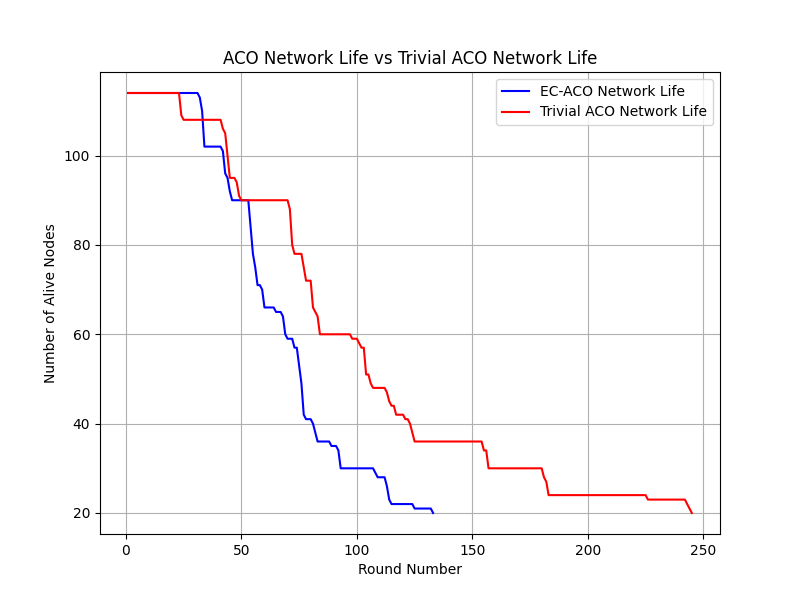 ACO Network Life vs Trivial ACO Network Life
EC-ACO Network Life
Trivial ACO Network Life
Number of Alive Nodes
100
80
60
40
20
0
50
100
150
200
250
Round Number